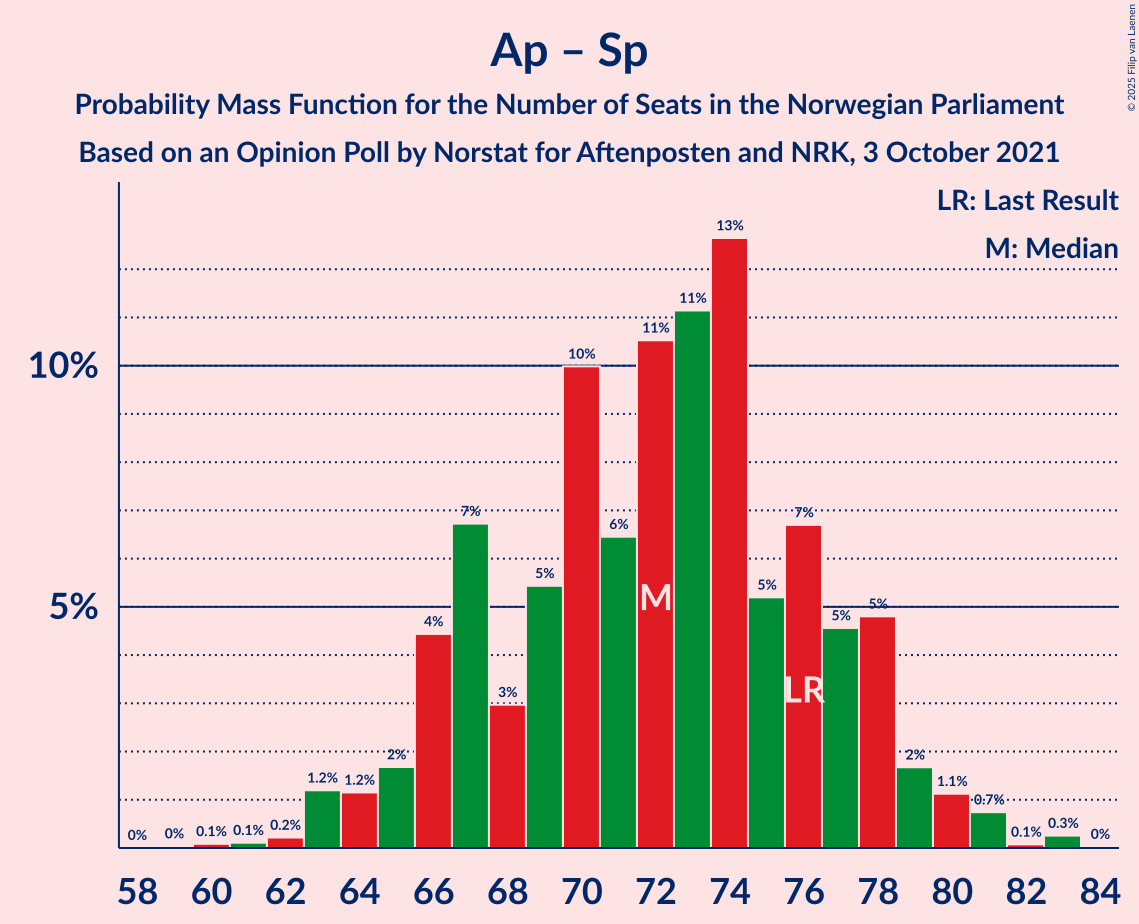 © 2025 Filip van Laenen
Ap – Sp
Probability Mass Function for the Number of Seats in the Norwegian Parliament
Based on an Opinion Poll by Norstat for Aftenposten and NRK, 3 October 2021
LR: Last Result
M: Median
10%
5%
0% 0% 0.1% 0.1% 0.2% 1.2% 1.2% 2% 4% 7% 3% 5% 10% 6% 11% 11% 13% 5% 7% 5% 5% 2% 1.1% 0.7% 0.1% 0.3% 0%
M
LR
58 60 62 64 66 68 70 72 74 76 78 80 82 84